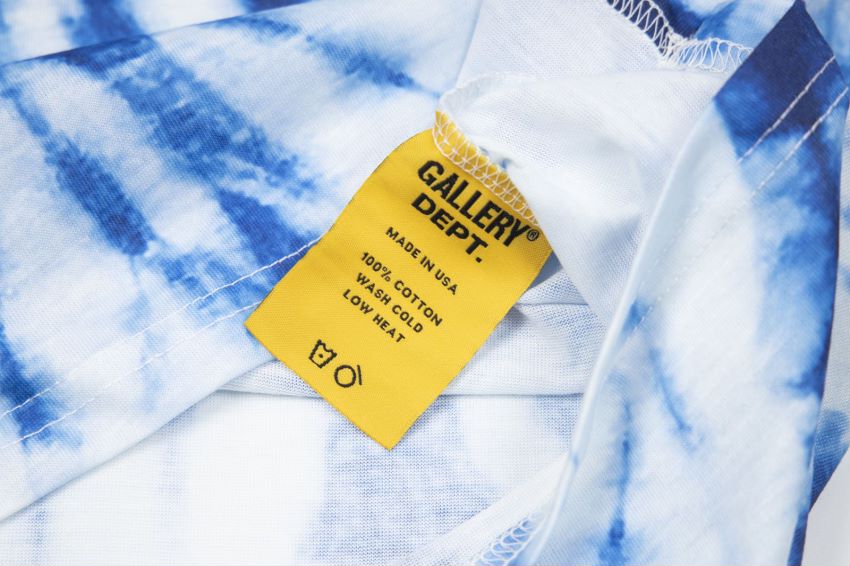 GALLERY®
DEPT.
MADE IN USA
100% COTTON
WASH COLD
LOW HEAT